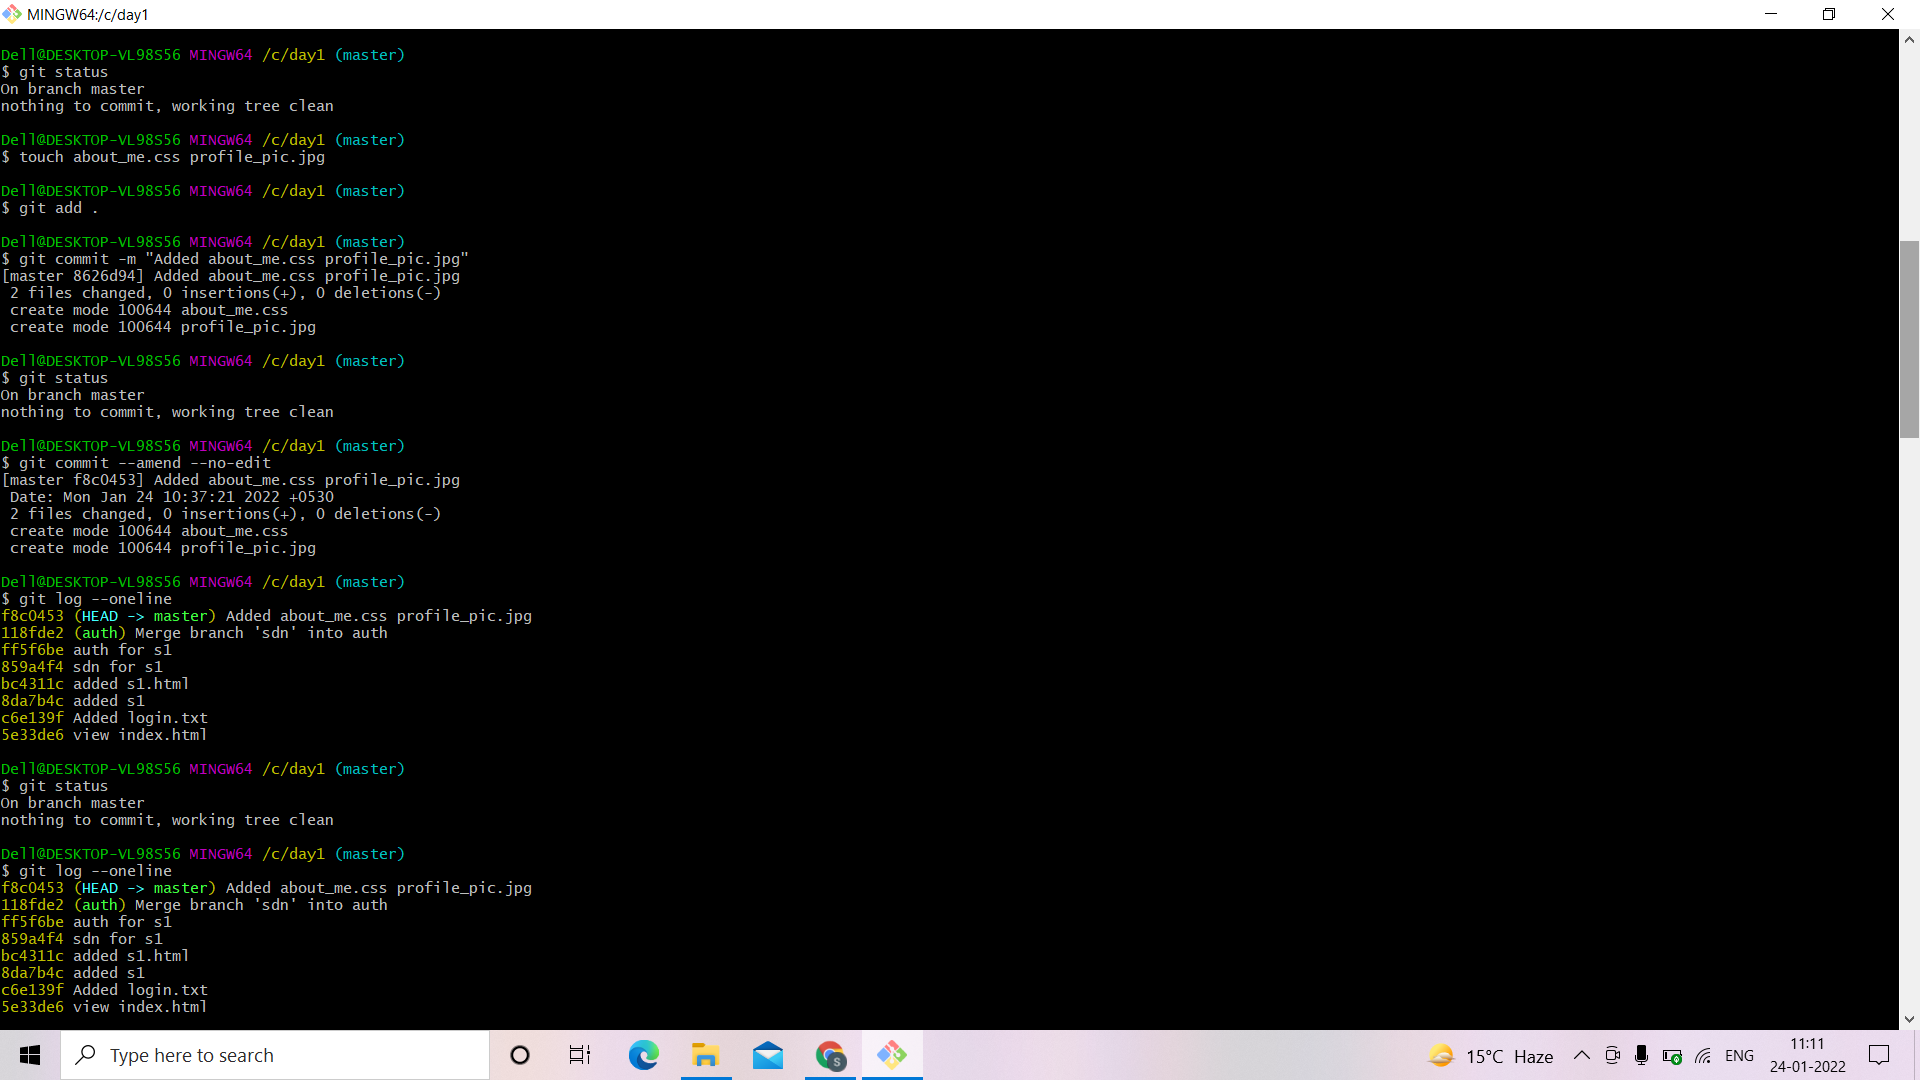 MINGW64:/c/day1
Dell@DESKTOP-VL98S56 MINGW64 /c/day1 (master)
$ git status
On branch master
nothing to commit, working tree clean
Dell@DESKTOP-VL98S56 MINGW64 /c/day1 (master)
$ touch about_me.css profile_pic.jpg
Dell@DESKTOP-VL98S56 MINGW64 /c/day1 (master)
$ git add .
Dell@DESKTOP-VL98S56 MINGW64 /c/day1 (master)
$ git commit -m "Added about_me.css profile_pic.jpg"
[master 8626d94] Added about_me.css profile_pic.jpg
 2 files changed, 0 insertions(+), 0 deletions(-)
 create mode 100644 about_me.css
 create mode 100644 profile_pic.jpg
Dell@DESKTOP-VL98S56 MINGW64 /c/day1 (master)
$ git status
On branch master
nothing to commit, working tree clean
Dell@DESKTOP-VL98S56 MINGW64 /c/day1 (master)
$ git commit --amend --no-edit
[master f8c0453] Added about_me.css profile_pic.jpg
 Date: Mon Jan 24 10:37:21 2022 +0530
 2 files changed, 0 insertions(+), 0 deletions(-)
 create mode 100644 about_me.css
 create mode 100644 profile_pic.jpg
Dell@DESKTOP-VL98S56 MINGW64 /c/day1 (master)
$ git log --oneline
f8c0453 (HEAD -> master) Added about_me.css profile_pic.jpg
118fde2 (auth) Merge branch 'sdn' into auth
ff5f6be auth for s1
859a4f4 sdn for s1
bc4311c added s1.html
8da7b4c added s1
c6e139f Added login.txt
5e33de6 view index.html
Dell@DESKTOP-VL98S56 MINGW64 /c/day1 (master)
$ git status
On branch master
nothing to commit, working tree clean
Dell@DESKTOP-VL98S56 MINGW64 /c/day1 (master)
$ git log --oneline
f8c0453 (HEAD -> master) Added about_me.css profile_pic.jpg
118fde2 (auth) Merge branch 'sdn' into auth
ff5f6be auth for s1
859a4f4 sdn for s1
bc4311c added s1.html
8da7b4c added s1
c6e139f Added login.txt
5e33de6 view index.html
Type here to search
S
15°C Haze
ENG
11:11
24-01-2022